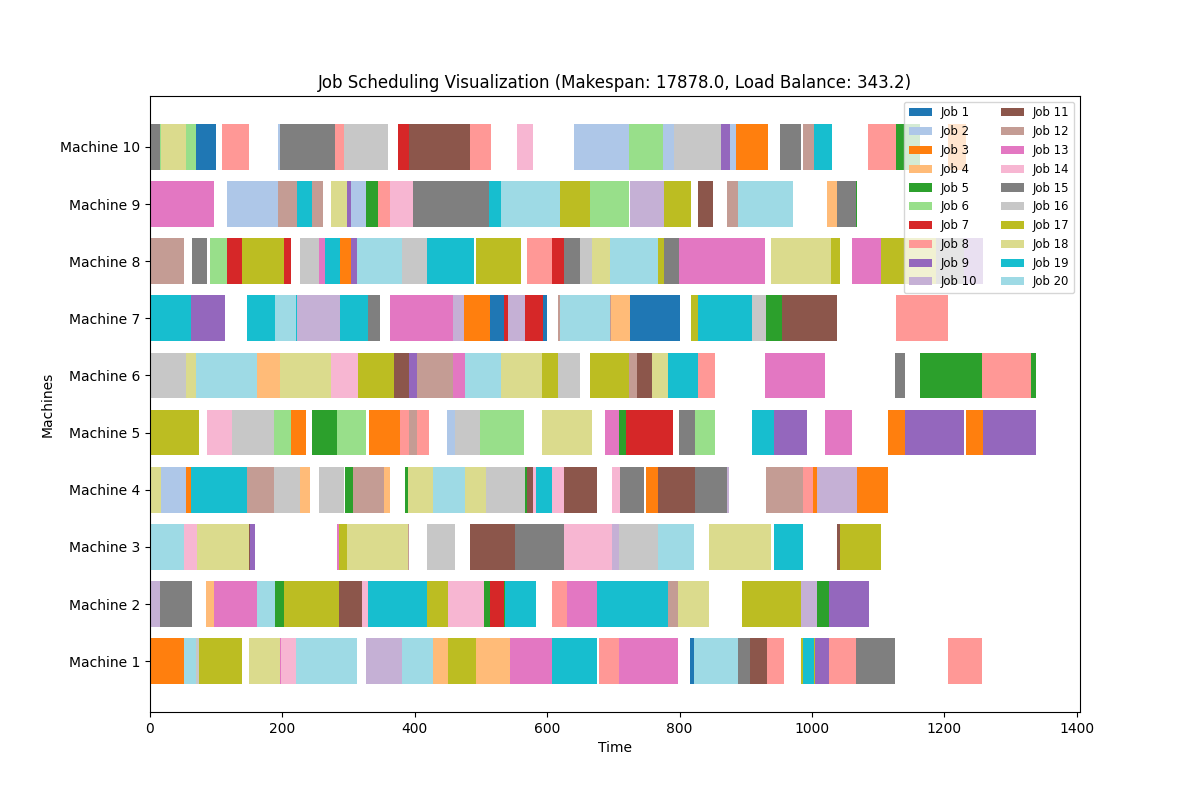 Job Scheduling Visualization (Makespan: 17878.0, Load Balance: 343.2)
Machines
Machine 10
Machine 9
Machine 8
Machine 7
Machine 6
Machine 5
Machine 4
Machine 3
Machine 2
Machine 1
Job 1
Job 2
Job 3
Job 4
Job 5
Job 6
Job 7
Job 8
Job 9
Job 10
Job 11
Job 12
Job 13
Job 14
Job 15
Job 16
Job 17
Job 18
Job 19
Job 20
0 200 400 600 800 1000 1200 1400
Time